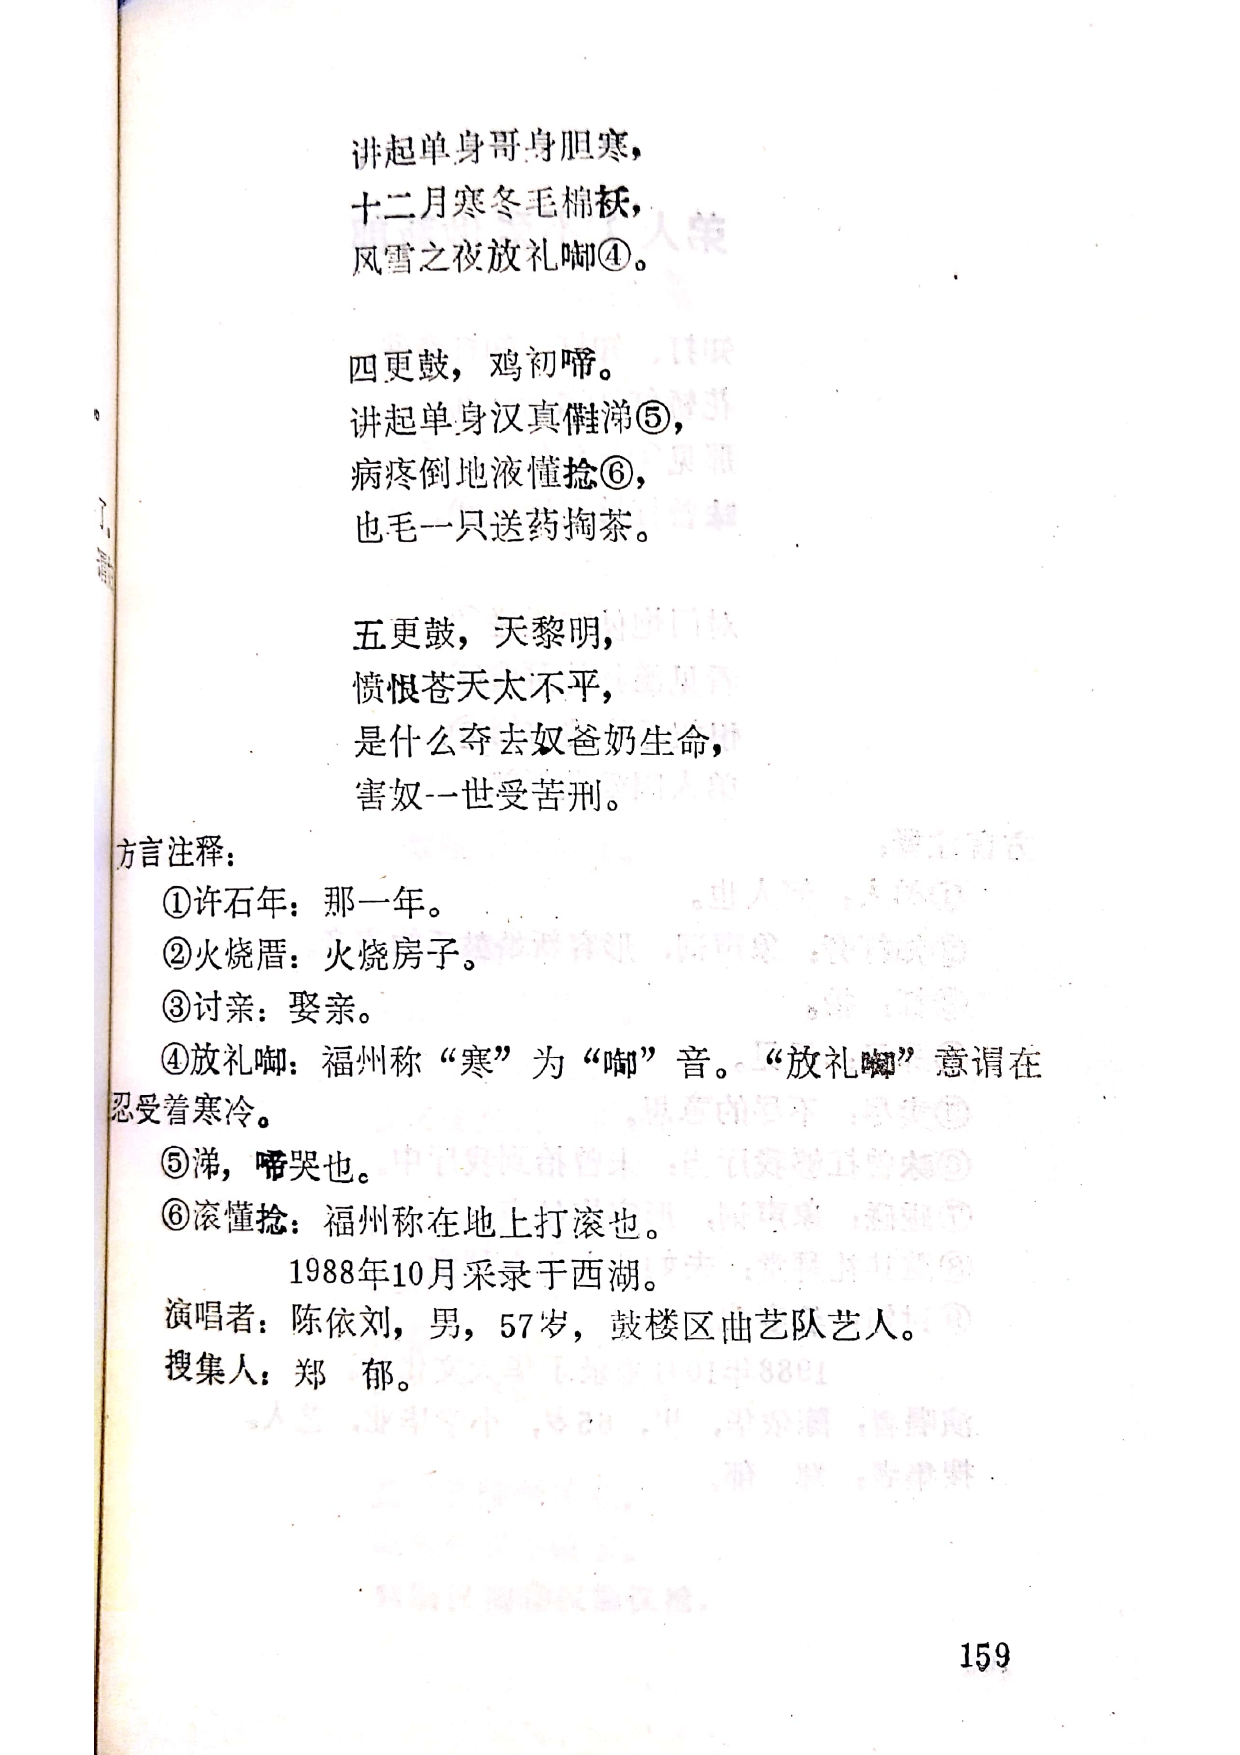 讲起单身哥身胆寒，
十二月寒冬毛棉袄，
风雪之夜放礼啣④。
四更鼓，鸡初啼。
讲起单身汉真㑸涕⑤，
病疼倒地液懂捻⑥，
也毛一只送药掏茶。
五更鼓，天黎明，
愤恨苍天太不平，
是什么夺去奴爸奶生命，
害奴一世受苦刑。
方言注释：
①许石年：那一年。
②火烧厝：火烧房子。
③讨亲：娶亲。
④放礼啣：福州称“寒”为“啣”音。“放礼啣”意谓在
忍受着寒冷。
⑤涕，啼哭也。
⑥滚懂捻：福州称在地上打滚也。
1988年10月采录于西湖。
演唱者：陈依刘，男，57岁，鼓楼区曲艺队艺人。
搜集人：郑　郁。
159